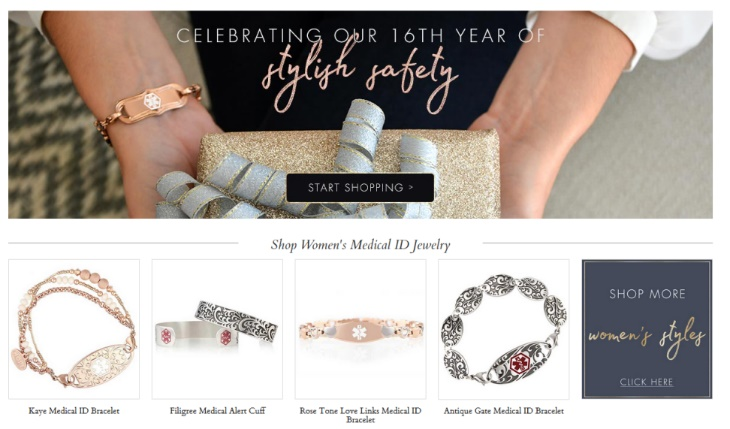 CELEBRATING OUR 16TH YEAR OF
stylish safety
START SHOPPING >
Shop Women's Medical ID Jewelry
SHOP MORE
women's styles
CLICK HERE
Kaye Medical ID Bracelet
Filigree Medical Alert Cuff
Rose Tone Love Links Medical ID
Bracelet
Antique Gate Medical ID Bracelet